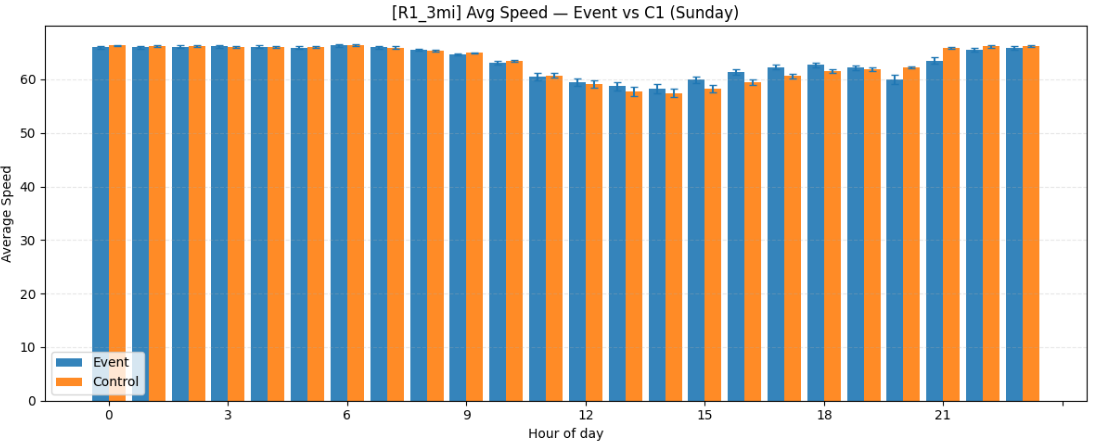 [R1_3mi] Avg Speed — Event vs C1 (Sunday)
Average Speed
60
50
40
30
20
10
0
Event
Control
0 3 6 9 12 15 18 21
Hour of day